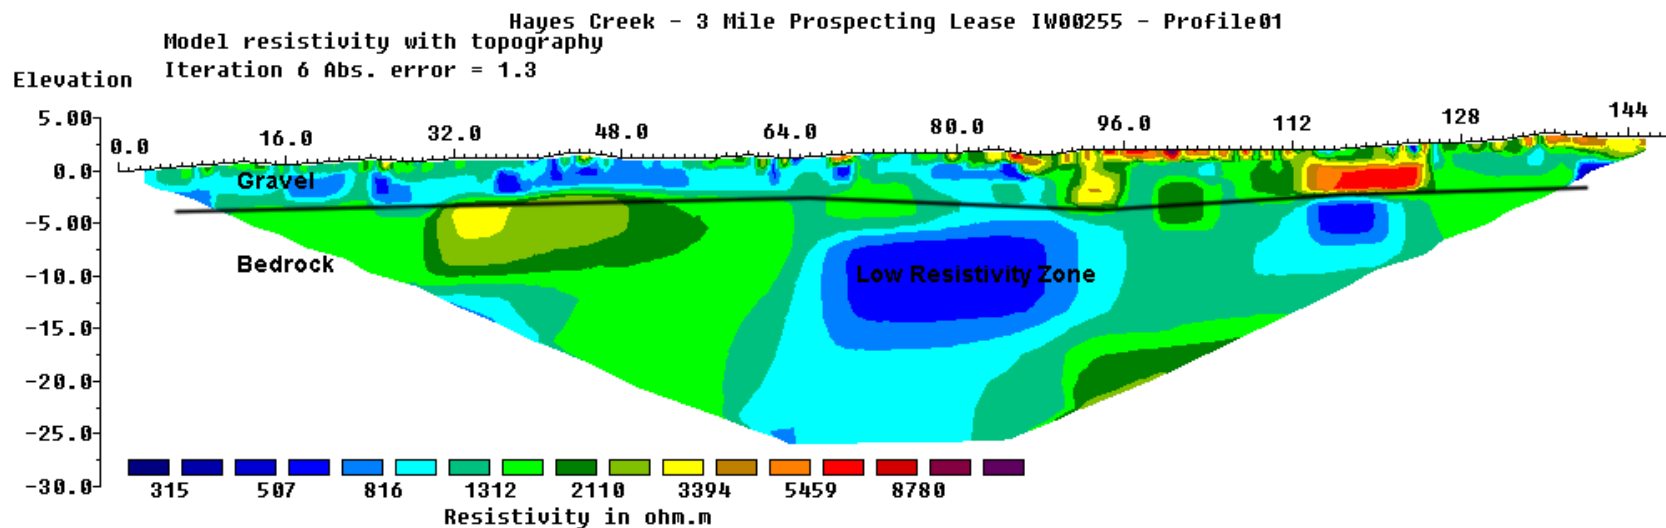 Hayes Creek - 3 Mile Prospecting Lease IW00255 - Profile01
Model resistivity with topography
Iteration 6 Abs. error = 1.3
Elevation
5.00
0.0
-5.00
-10.0
-15.0
-20.0
-25.0
-30.0
0.0 16.0 32.0 48.0 64.0 80.0 96.0 112 128 144
Gravel
Bedrock
Low Resistivity Zone
315 507 816 1312 2110 3394 5459 8780
Resistivity in ohm.m